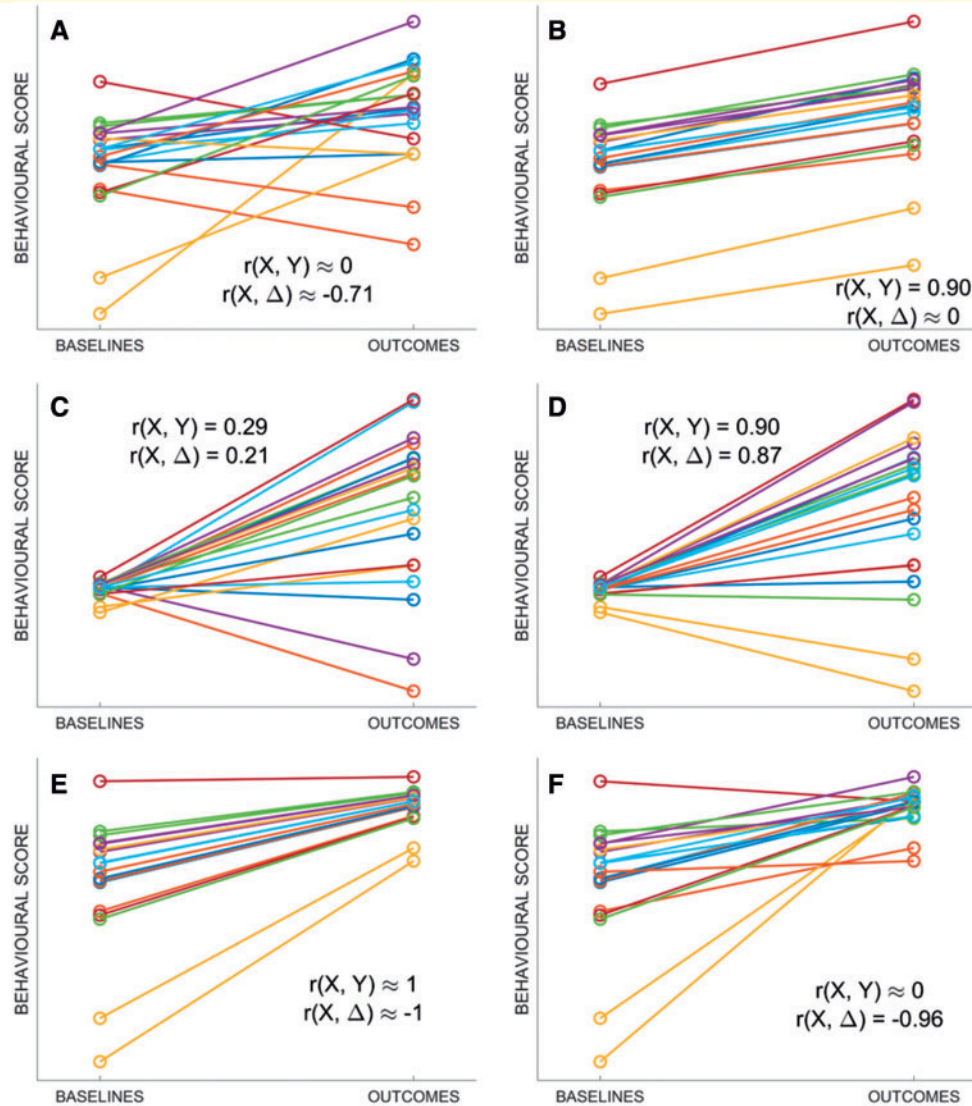 A
BEHAVIOURAL SCORE
r(X, Y) ≈ 0
r(X, Δ) ≈ -0.71
BASELINES
OUTCOMES
B
BEHAVIOURAL SCORE
r(X, Y) = 0.90
r(X, Δ) ≈ 0
BASELINES
OUTCOMES
C
BEHAVIOURAL SCORE
r(X, Y) = 0.29
r(X, Δ) = 0.21
BASELINES
OUTCOMES
D
BEHAVIOURAL SCORE
r(X, Y) = 0.90
r(X, Δ) = 0.87
BASELINES
OUTCOMES
E
BEHAVIOURAL SCORE
r(X, Y) ≈ 1
r(X, Δ) ≈ -1
BASELINES
OUTCOMES
F
BEHAVIOURAL SCORE
r(X, Y) ≈ 0
r(X, Δ) = -0.96
BASELINES
OUTCOMES